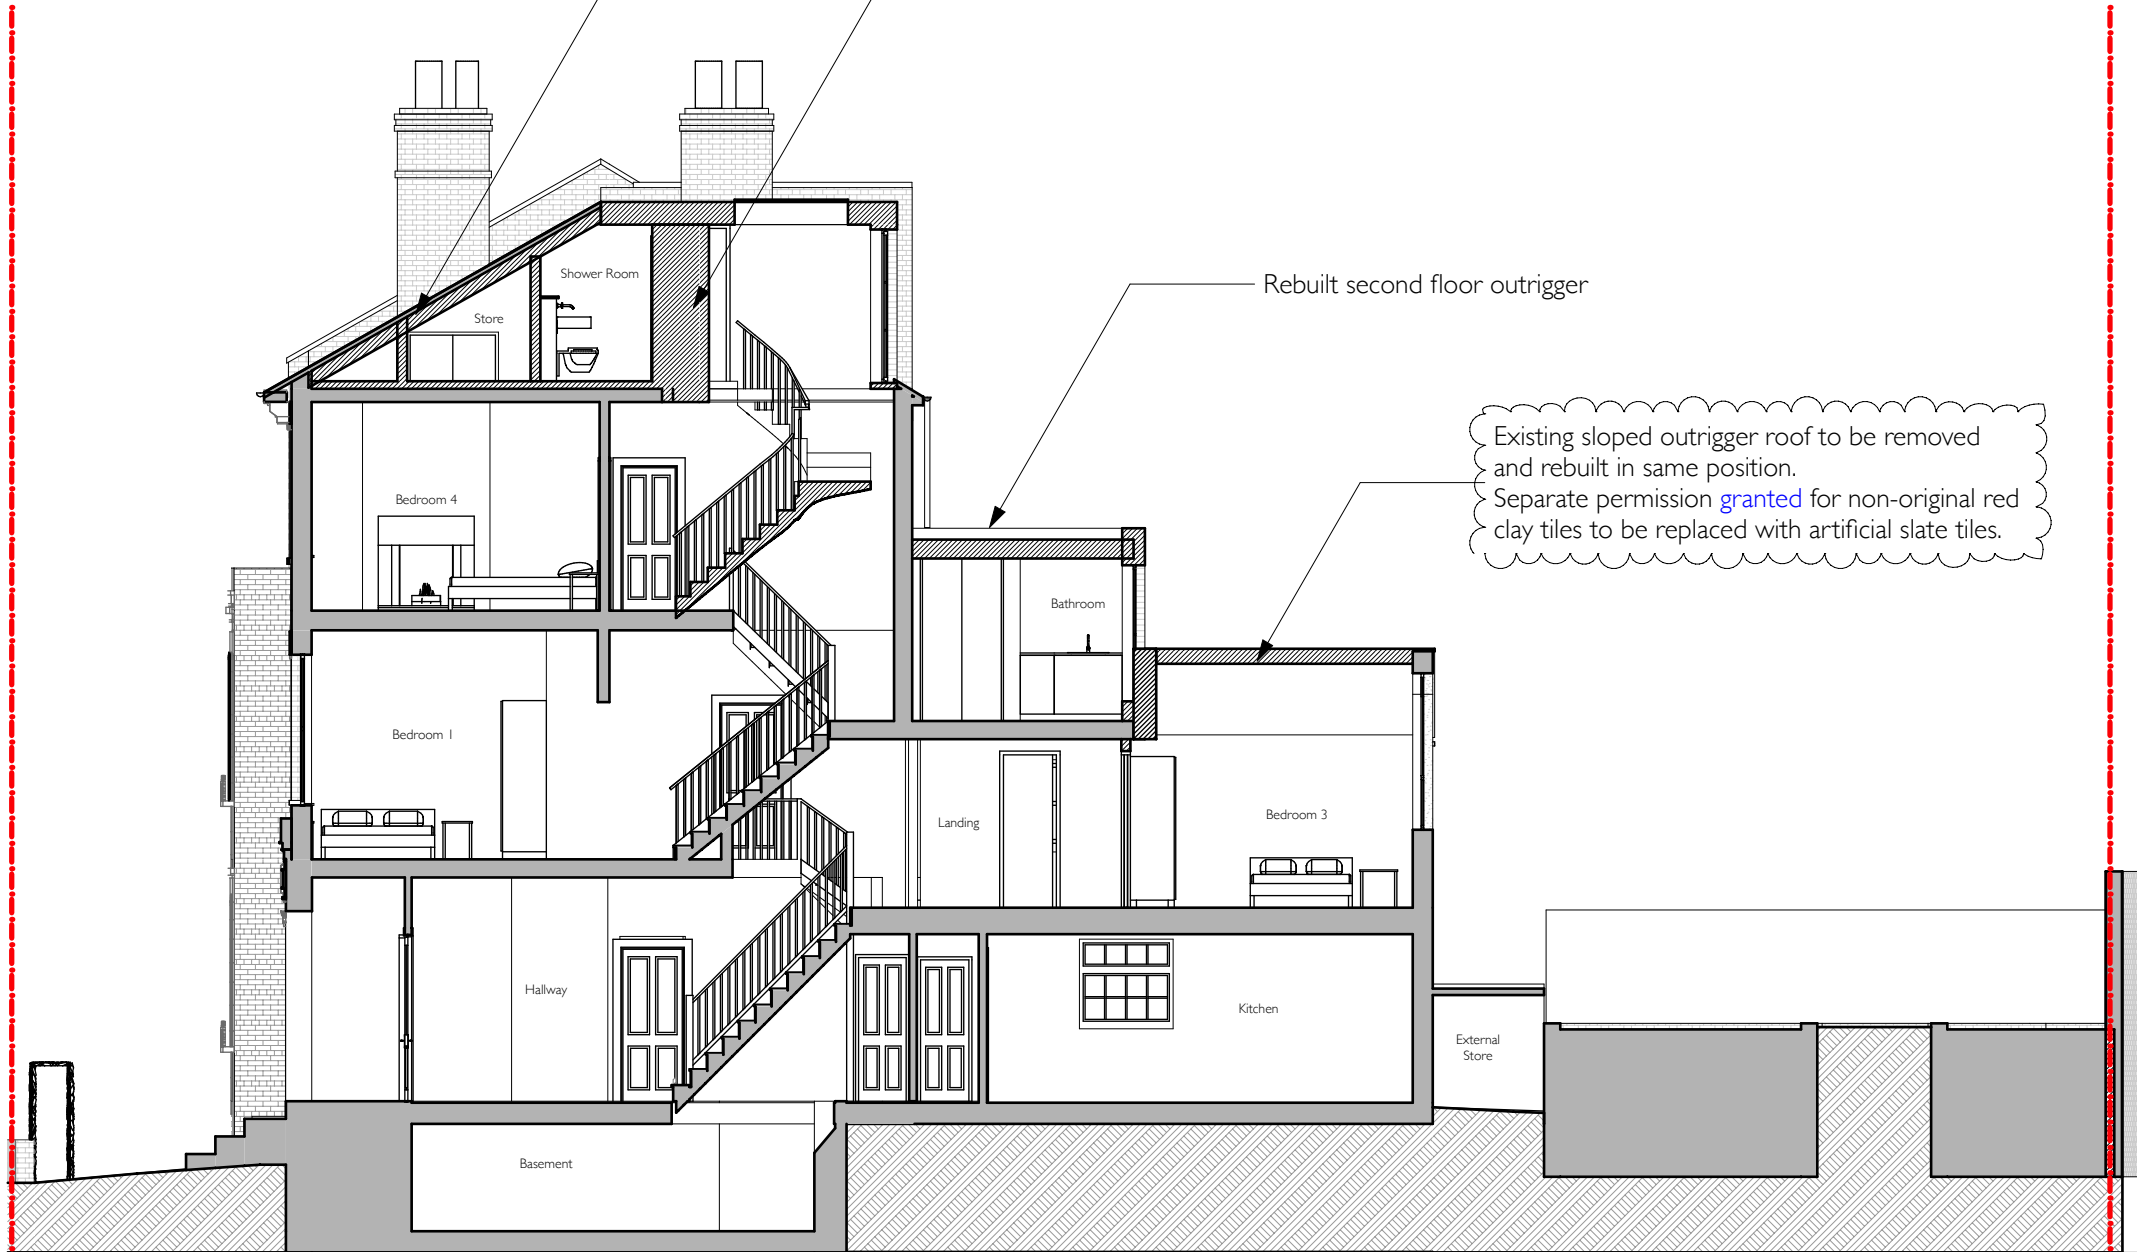 Shower Room
Store
Rebuilt second floor outrigger
Existing sloped outrigger roof to be removed
and rebuilt in same position.
Separate permission granted for non-original red
clay tiles to be replaced with artificial slate tiles.
Bedroom 4
Bathroom
Bedroom 1
Landing
Bedroom 3
Hallway
Kitchen
External
Store
Basement